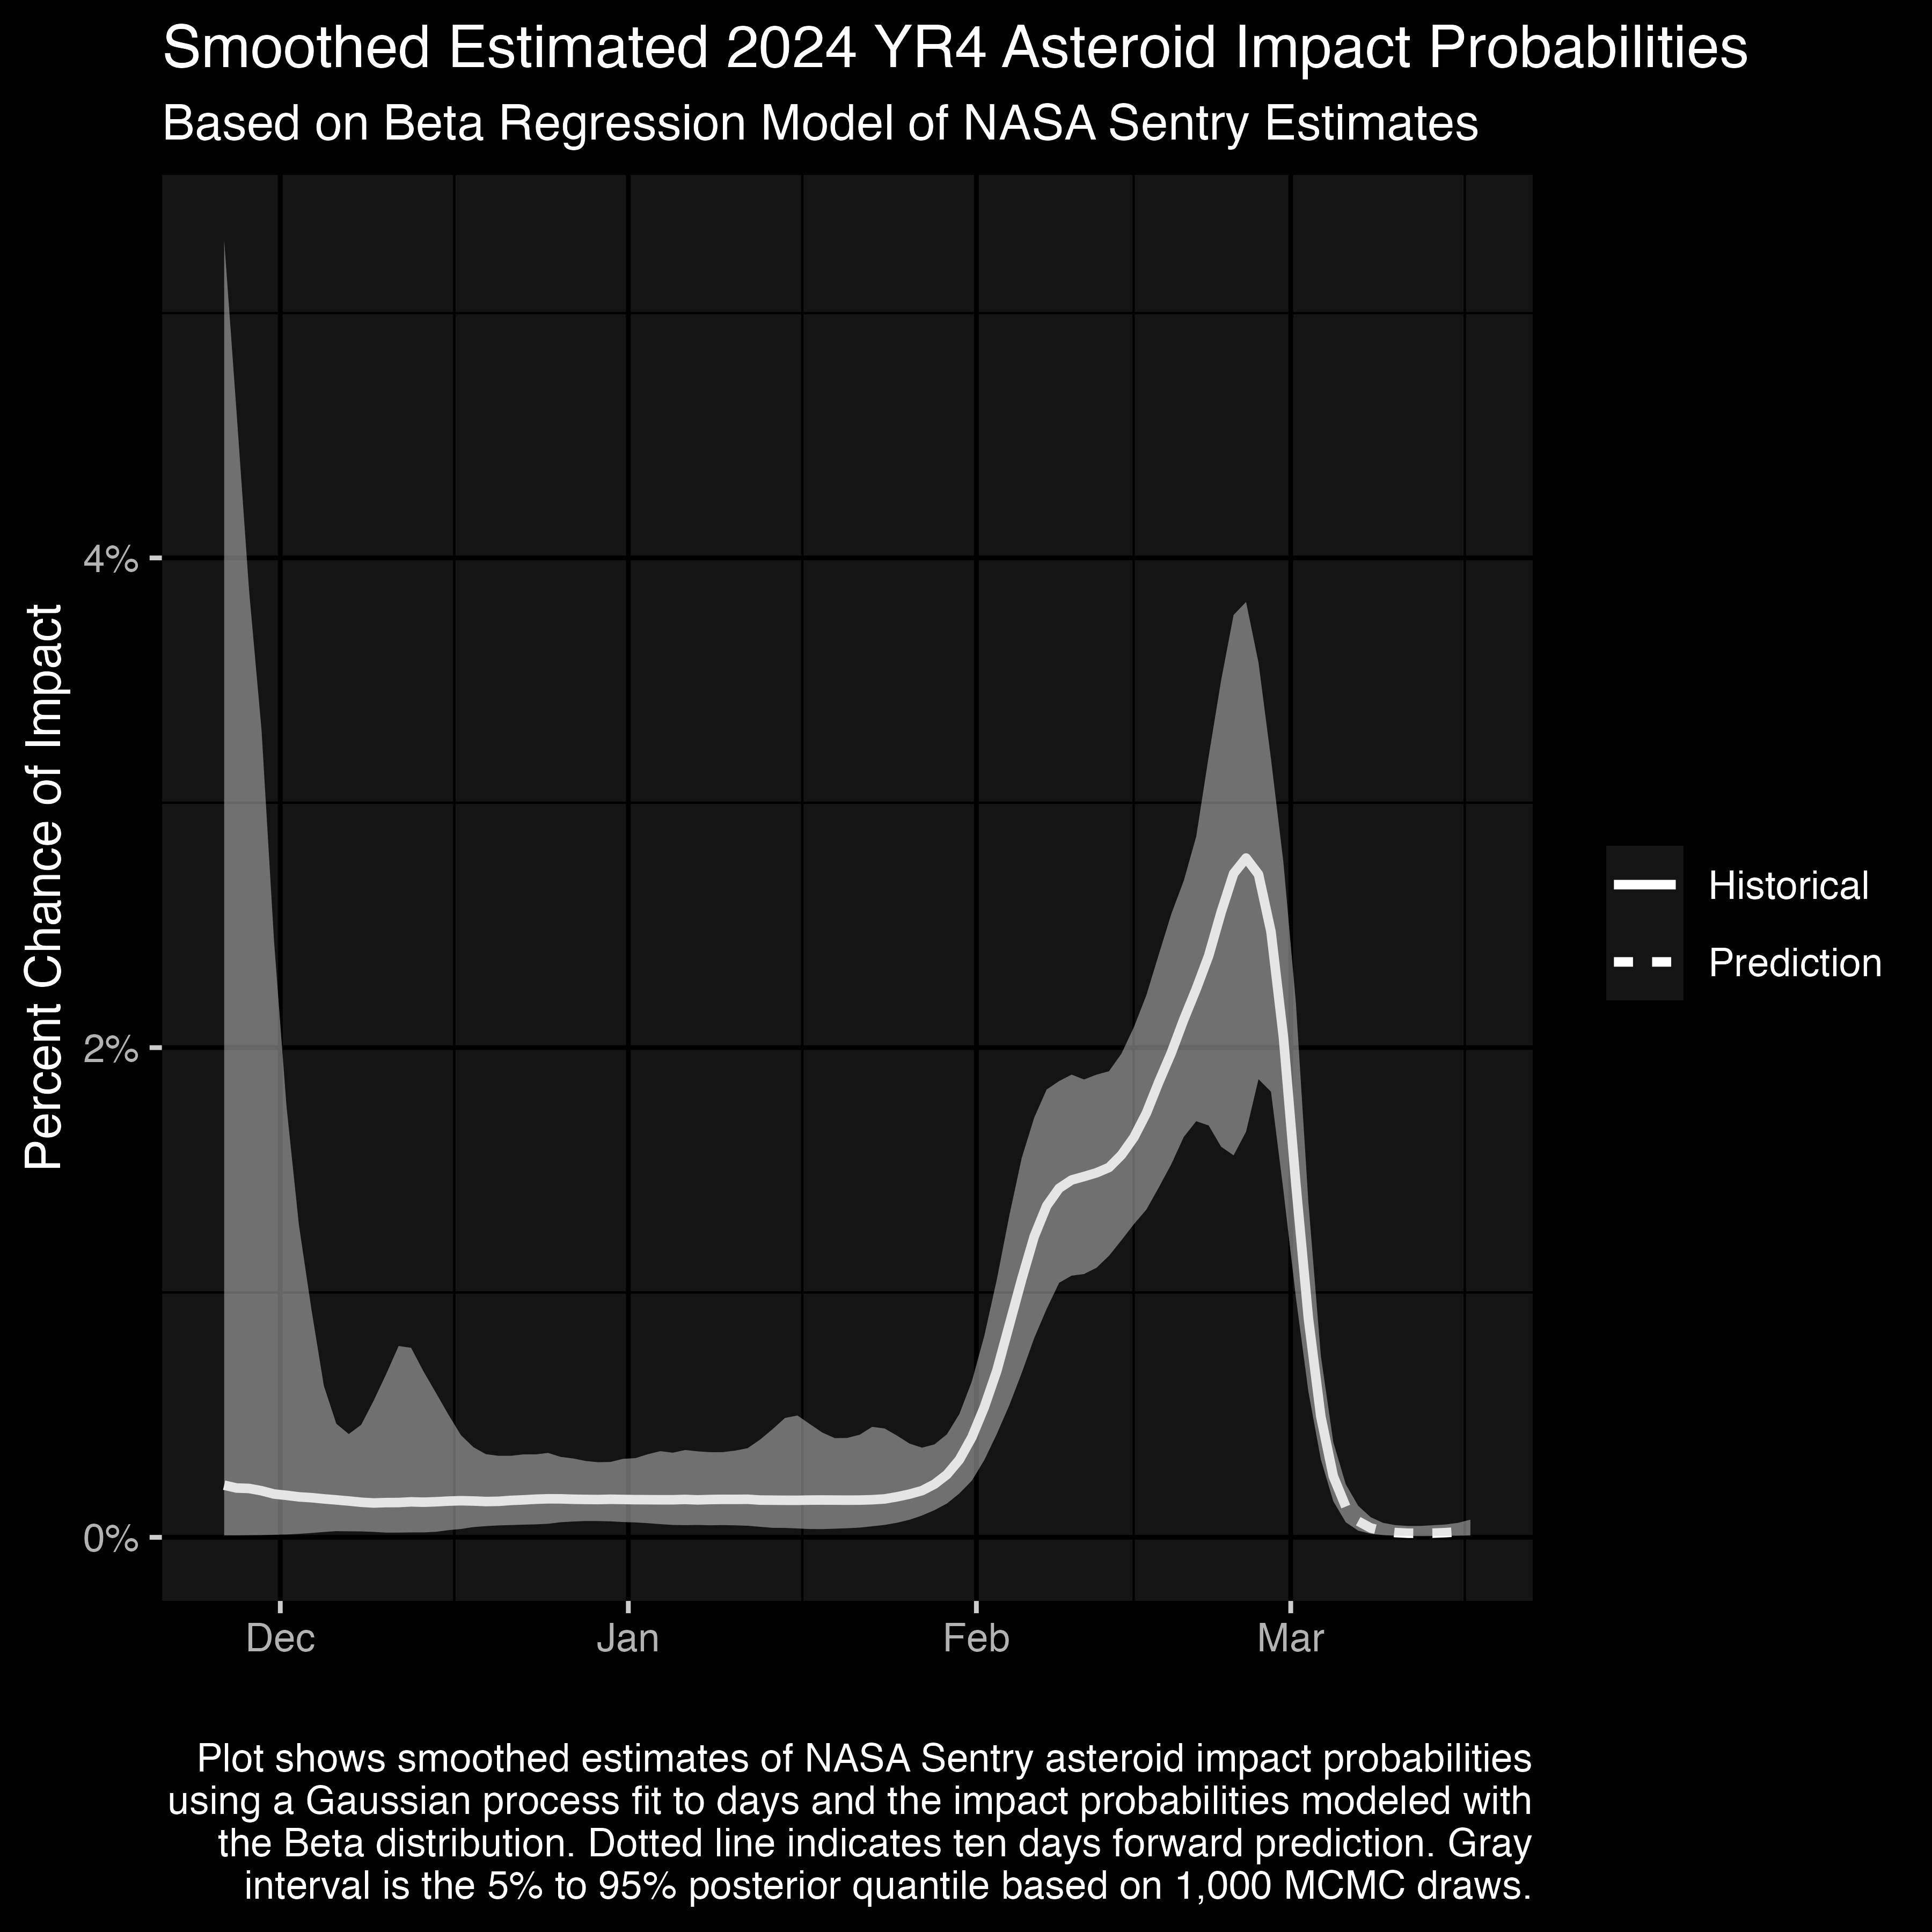 Smoothed Estimated 2024 YR4 Asteroid Impact Probabilities
Based on Beta Regression Model of NASA Sentry Estimates
Percent Chance of Impact
4%
2%
0%
Dec
Jan
Feb
Mar
Historical
Prediction
Plot shows smoothed estimates of NASA Sentry asteroid impact probabilities
using a Gaussian process fit to days and the impact probabilities modeled with
the Beta distribution. Dotted line indicates ten days forward prediction. Gray
interval is the 5% to 95% posterior quantile based on 1,000 MCMC draws.